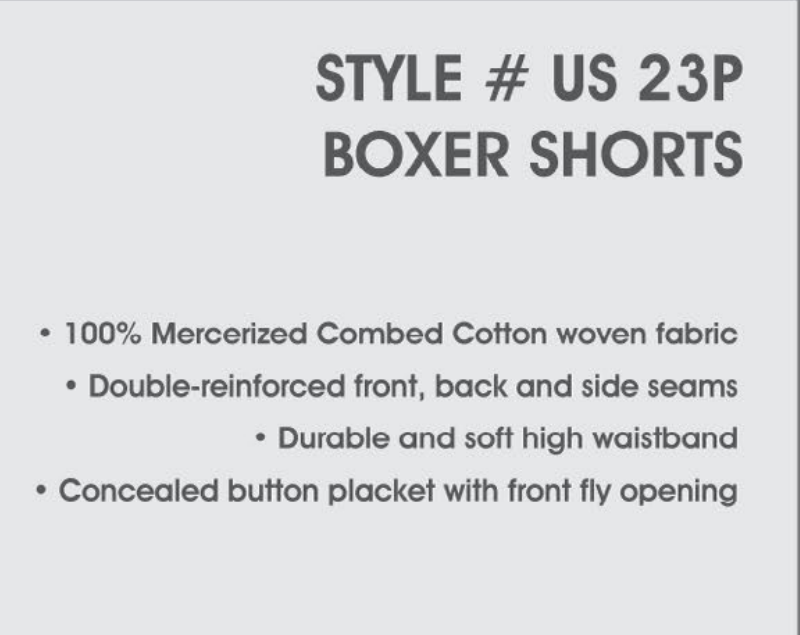 STYLE # US 23P
BOXER SHORTS
• 100% Mercerized Combed Cotton woven fabric
• Double-reinforced front, back and side seams
• Durable and soft high waistband
• Concealed button placket with front fly opening